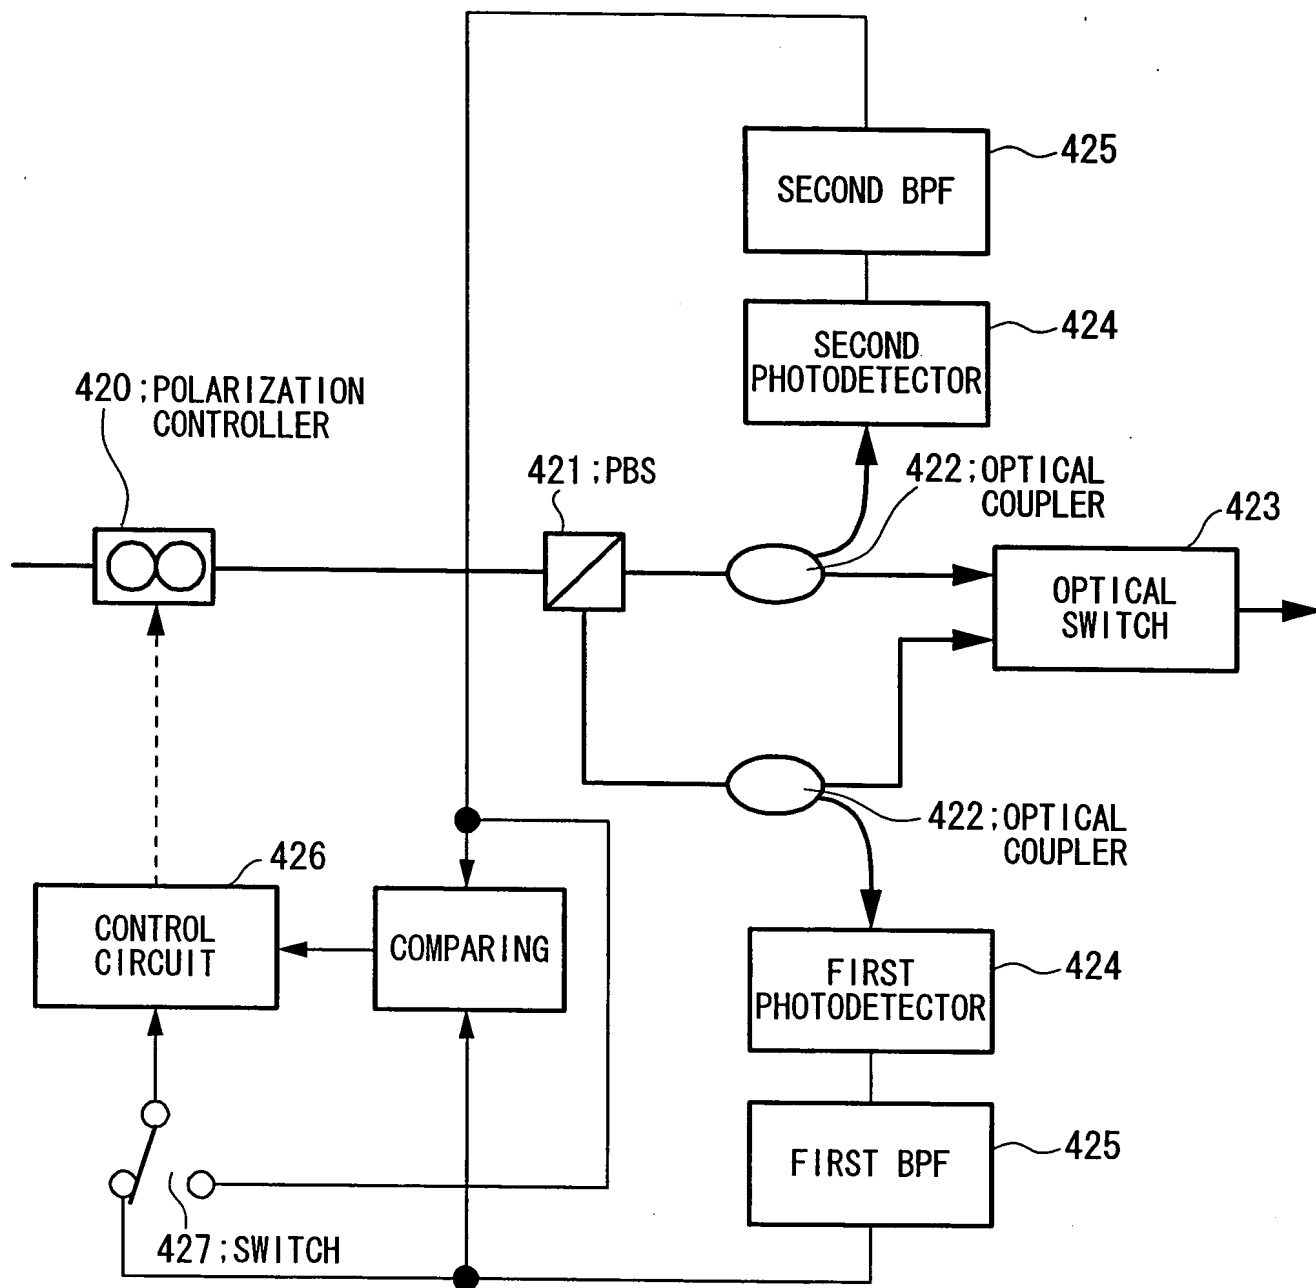 425
SECOND BPF
424
SECOND
PHOTODETECTOR
420;POLARIZATION
CONTROLLER
421;PBS
422;OPTICAL
COUPLER
423
OPTICAL
SWITCH
422;OPTICAL
COUPLER
426
CONTROL
CIRCUIT
COMPARING
424
FIRST
PHOTODETECTOR
425
FIRST BPF
427;SWITCH